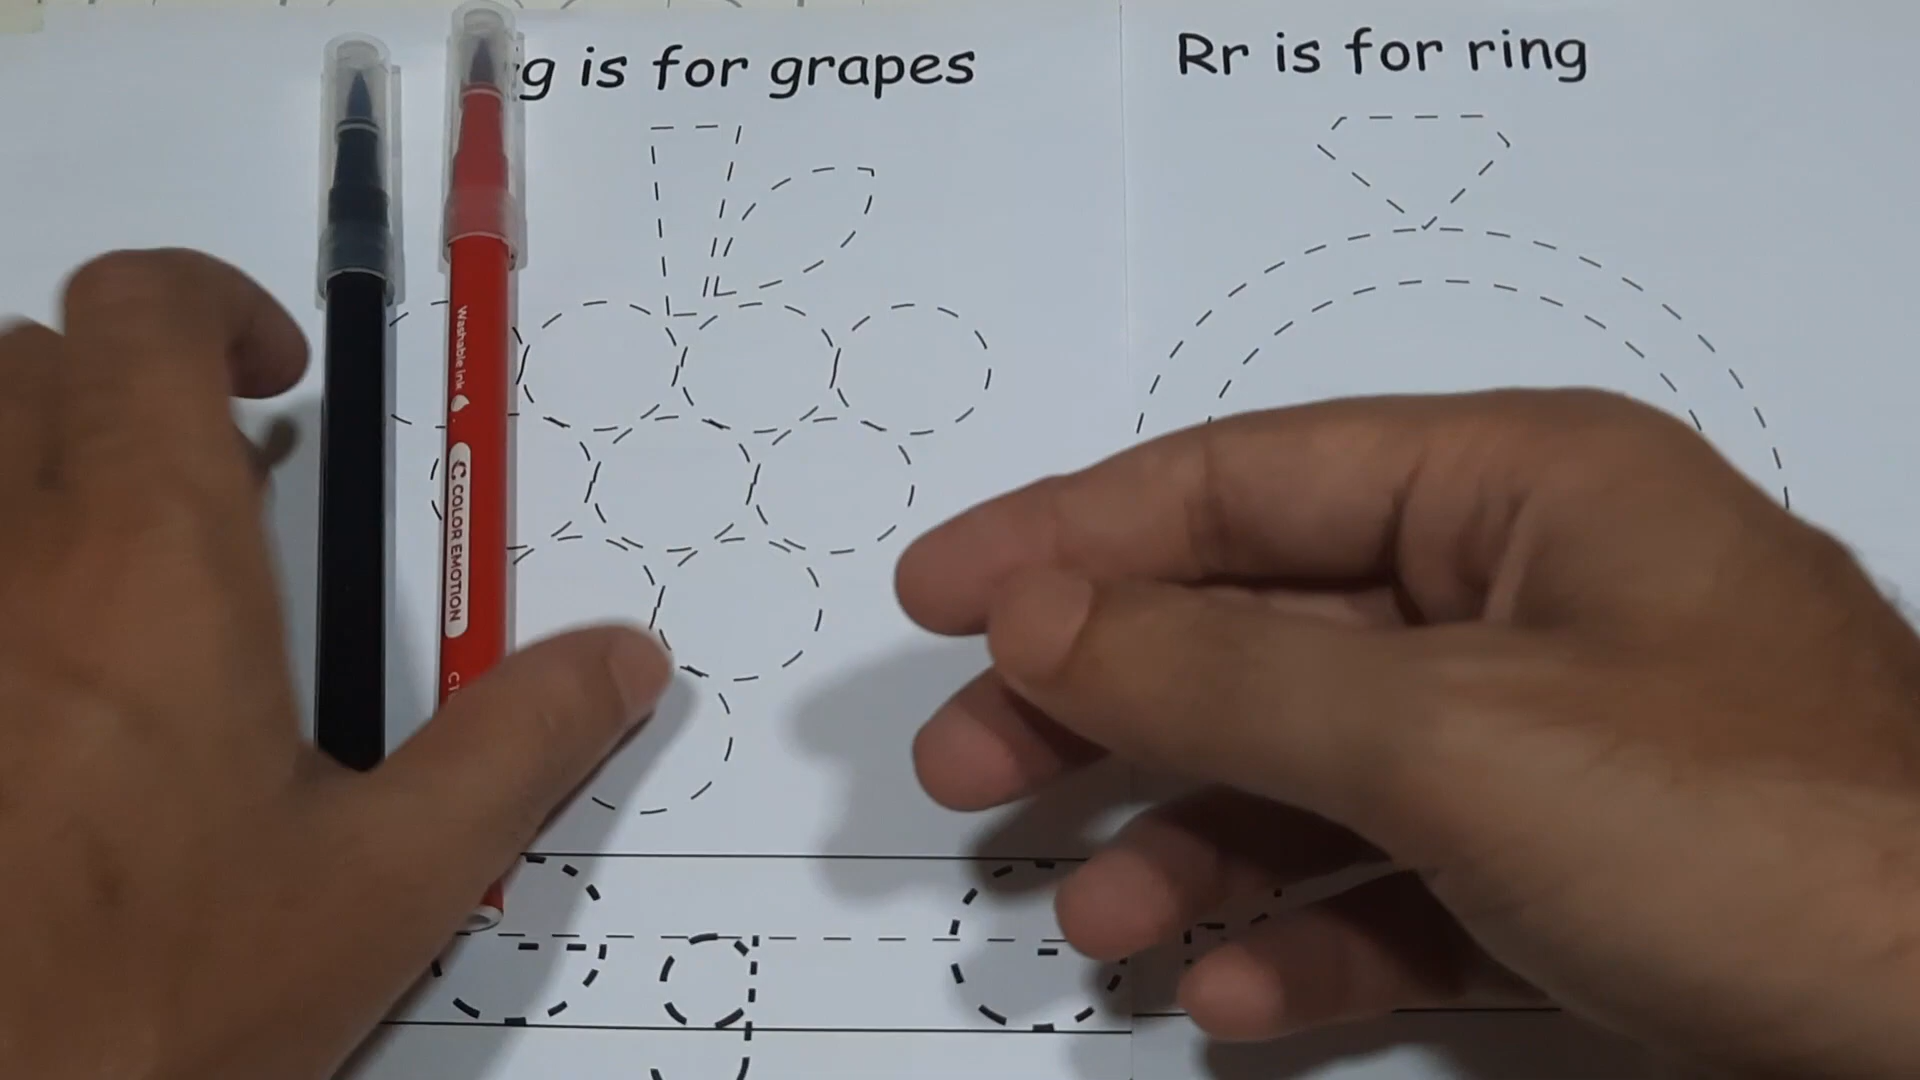 g is for grapes
Rr is for ring
Washable Ink
C COLOR EMOTION
G g G